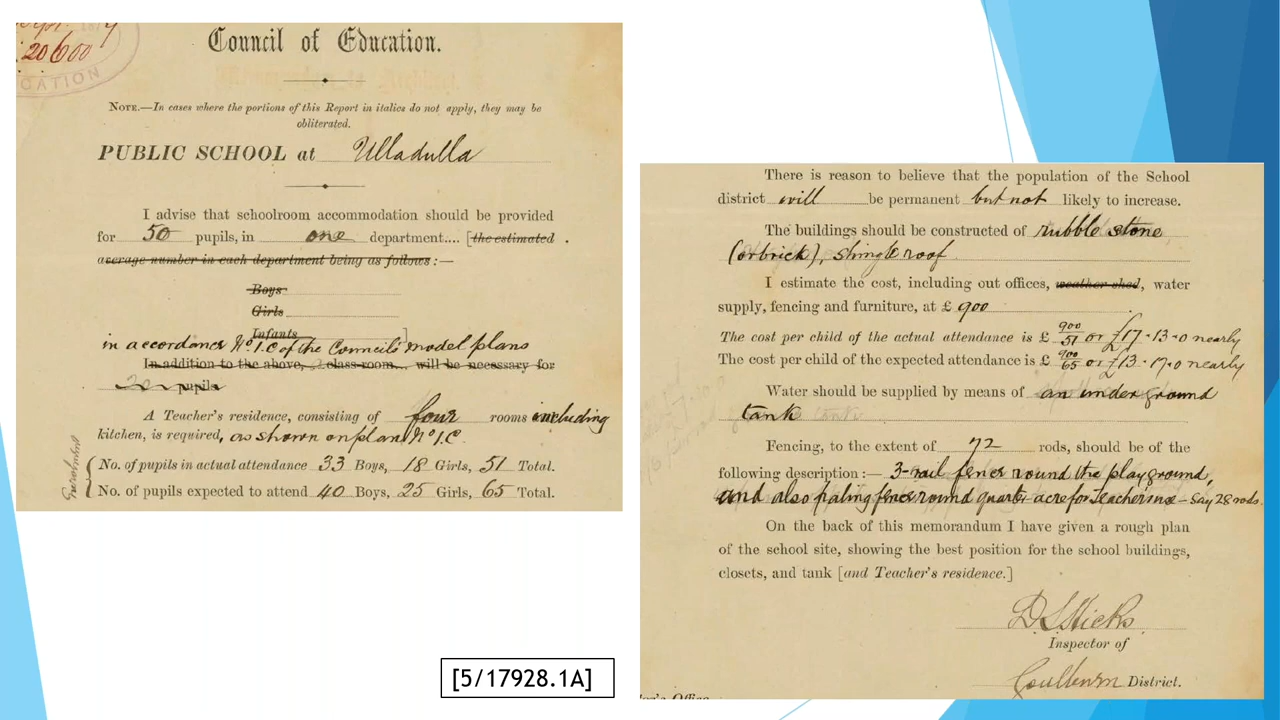 20600
CATION
Council of Education.
NOTE.—In cases where the portions of this Report in italics do not apply, they may be
obliterated.
PUBLIC SCHOOL at Ulladulla
I advise that schoolroom accommodation should be provided
for 50 pupils, in one department.... [the estimated
average number in each department being as follows :—
Boys
Girls
Infants ]
in accordance No I.C of the Council's model plans
In addition to the above, class-room will be necessary for
pupils
A Teacher's residence, consisting of four rooms including
kitchen, is required, as shown on plan No I.C.
No. of pupils in actual attendance 33 Boys, 18 Girls, 51 Total.
No. of pupils expected to attend 40 Boys, 25 Girls, 65 Total.
[5/17928.1A]
There is reason to believe that the population of the School
district will be permanent but not likely to increase.
The buildings should be constructed of rubble stone
(or brick), shingle roof
I estimate the cost, including out offices, weather shed, water
supply, fencing and furniture, at £ 900
The cost per child of the actual attendance is £ 900/51 or £17.13.0 nearly
The cost per child of the expected attendance is £ 900/65 or £13.17.0 nearly
Water should be supplied by means of an underground
tank
Fencing, to the extent of 72 rods, should be of the
following description :— 3-rail fence round the playground,
and also paling fence round quarter acre for Teacher's use - say 28 rods.
On the back of this memorandum I have given a rough plan
of the school site, showing the best position for the school buildings,
closets, and tank [and Teacher's residence.]
D. S. Hicks
Inspector of
Goulburn District.